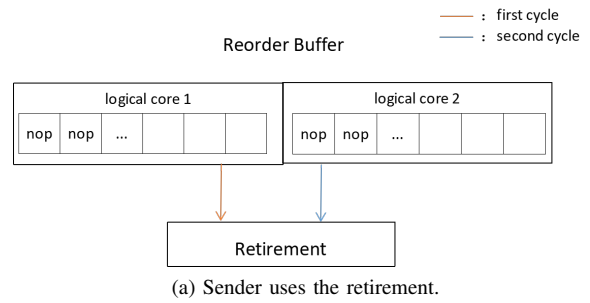 : first cycle
: second cycle
Reorder Buffer
logical core 1
logical core 2
nop nop ...
nop nop ...
Retirement
(a) Sender uses the retirement.